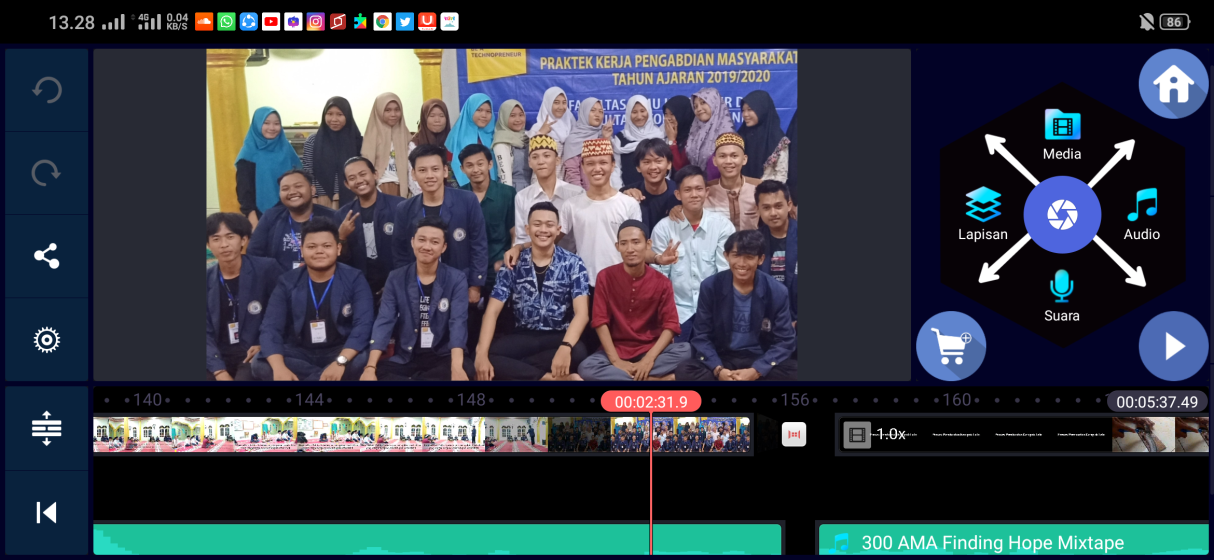 13.28
4G
0.04
KB/S
86
TECHNOPRENEUR
PRAKTEK KERJA PENGABDIAN MASYARAKAT
TAHUN AJARAN 2019/2020
Media
Lapisan
Audio
Suara
140
144
148
00:02:31.9
156
160
00:05:37.49
1.0x
300 AMA Finding Hope Mixtape